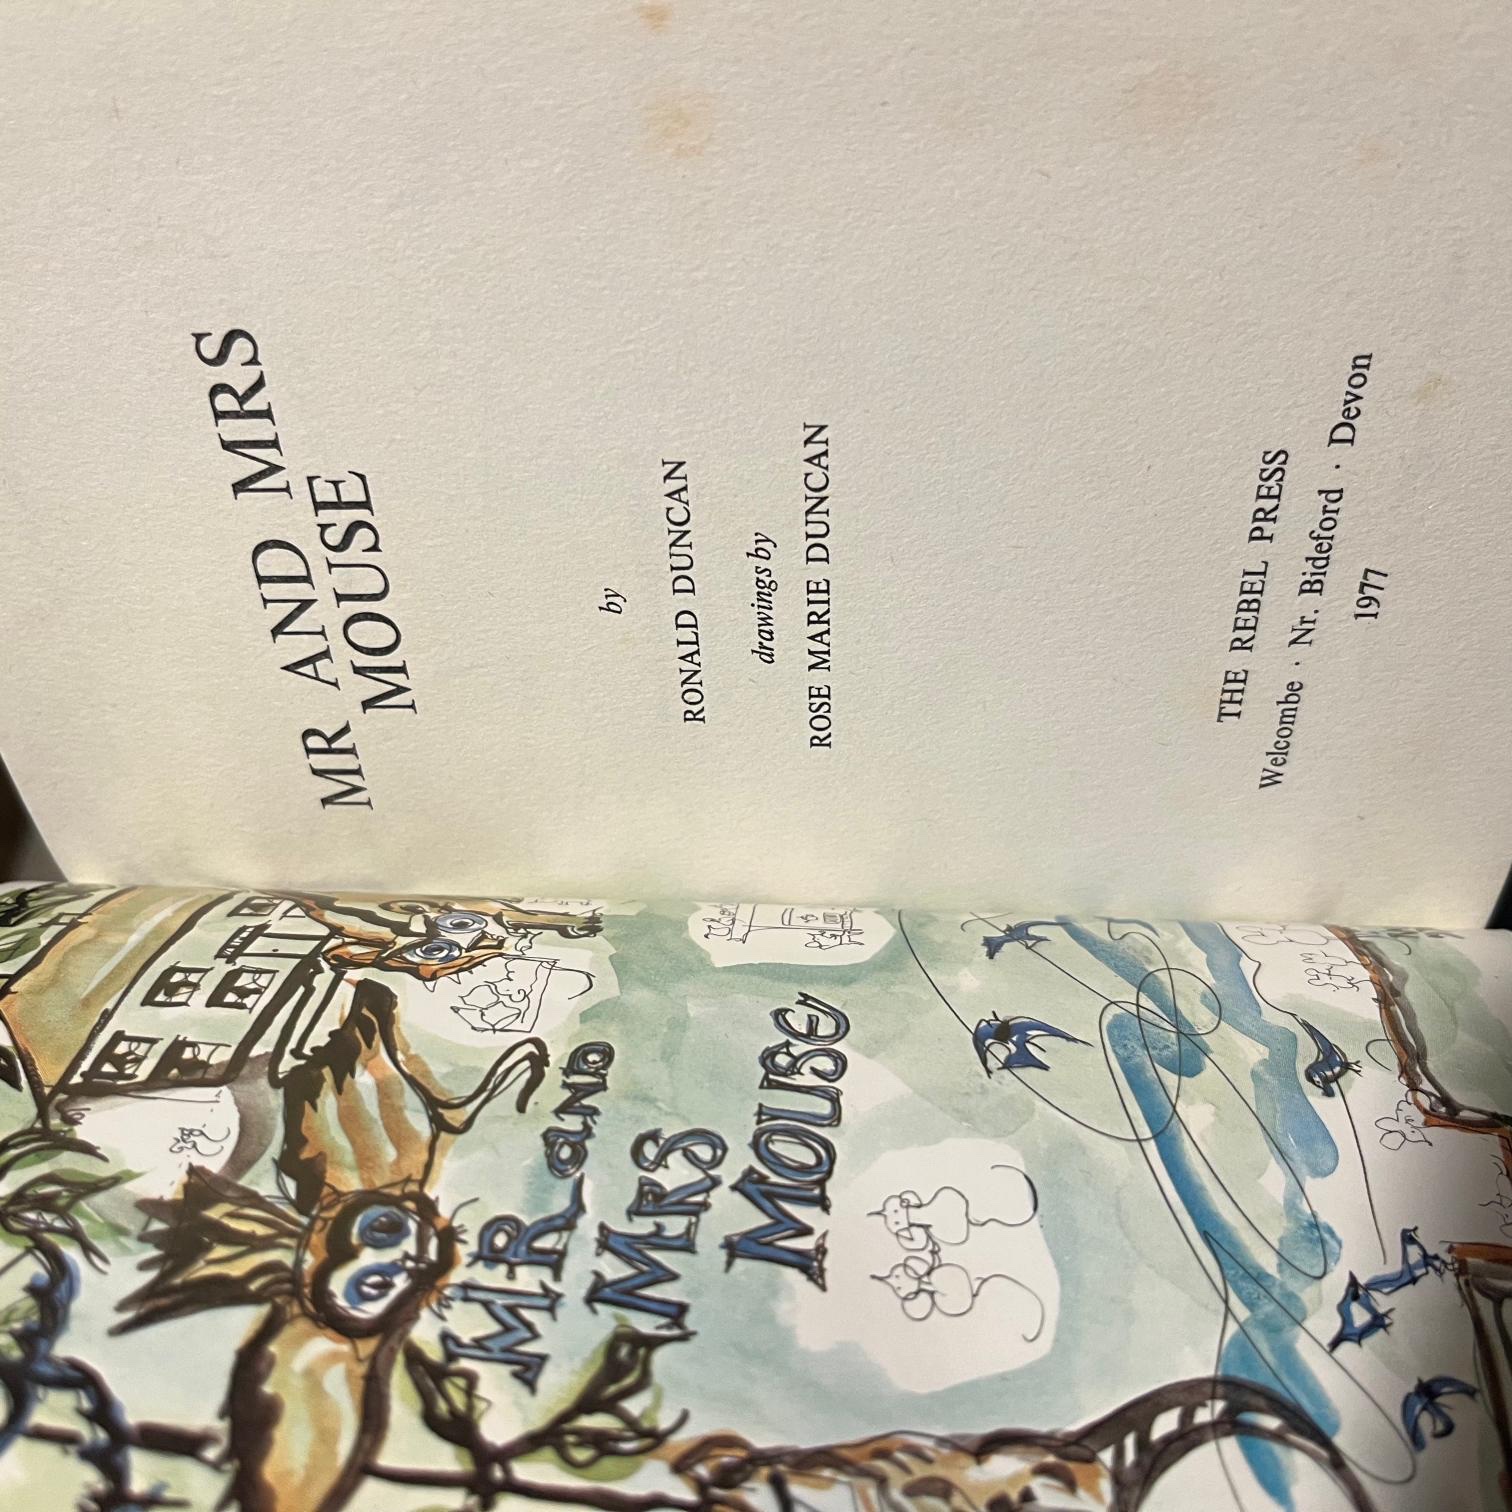 MR AND MRS
MOUSE
by
RONALD DUNCAN
drawings by
ROSE MARIE DUNCAN
THE REBEL PRESS
Welcombe · Nr. Bideford · Devon
1977
MR and
MRS
MOUSe